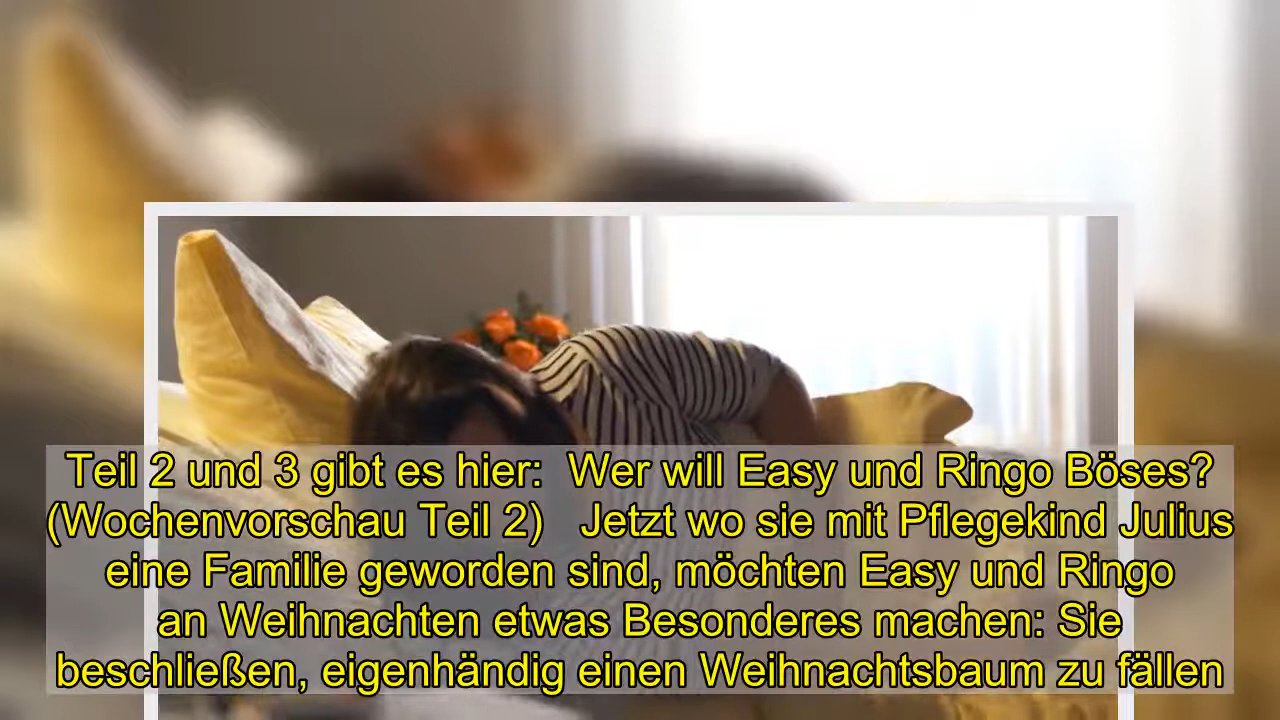 Teil 2 und 3 gibt es hier:  Wer will Easy und Ringo Böses?
(Wochenvorschau Teil 2)   Jetzt wo sie mit Pflegekind Julius
eine Familie geworden sind, möchten Easy und Ringo
an Weihnachten etwas Besonderes machen: Sie
beschließen, eigenhändig einen Weihnachtsbaum zu fällen